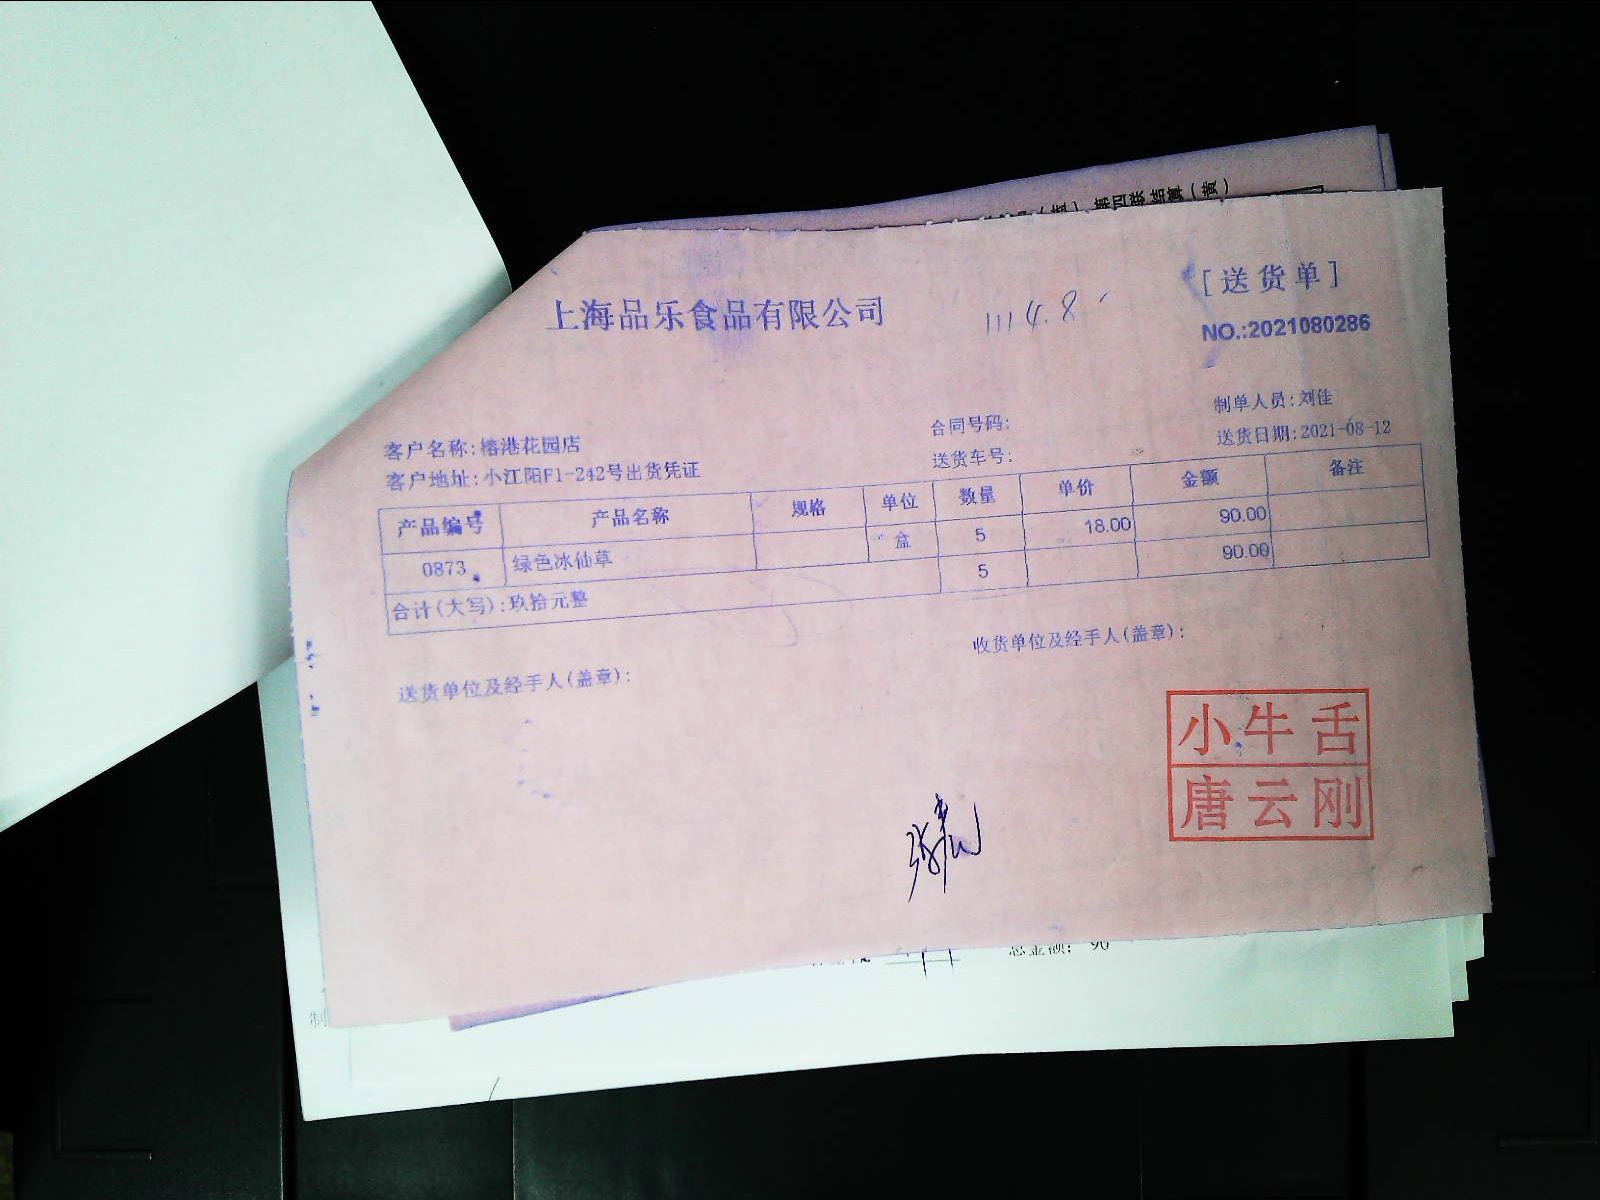 第四联结算(黄)
[送货单]
上海品乐食品有限公司
1114.8
NO.:2021080286
制单人员:刘佳
客户名称:榕港花园店
合同号码:
送货日期:2021-08-12
客户地址:小江阳F1-242号出货凭证
送货车号:
产品编号 产品名称 规格 单位 数量 单价 金额 备注
0873 绿色冰仙草 盒 5 18.00 90.00
合计(大写):玖拾元整 5 90.00
送货单位及经手人(盖章):
收货单位及经手人(盖章):
小牛舌
唐云刚
总金额: 90
制